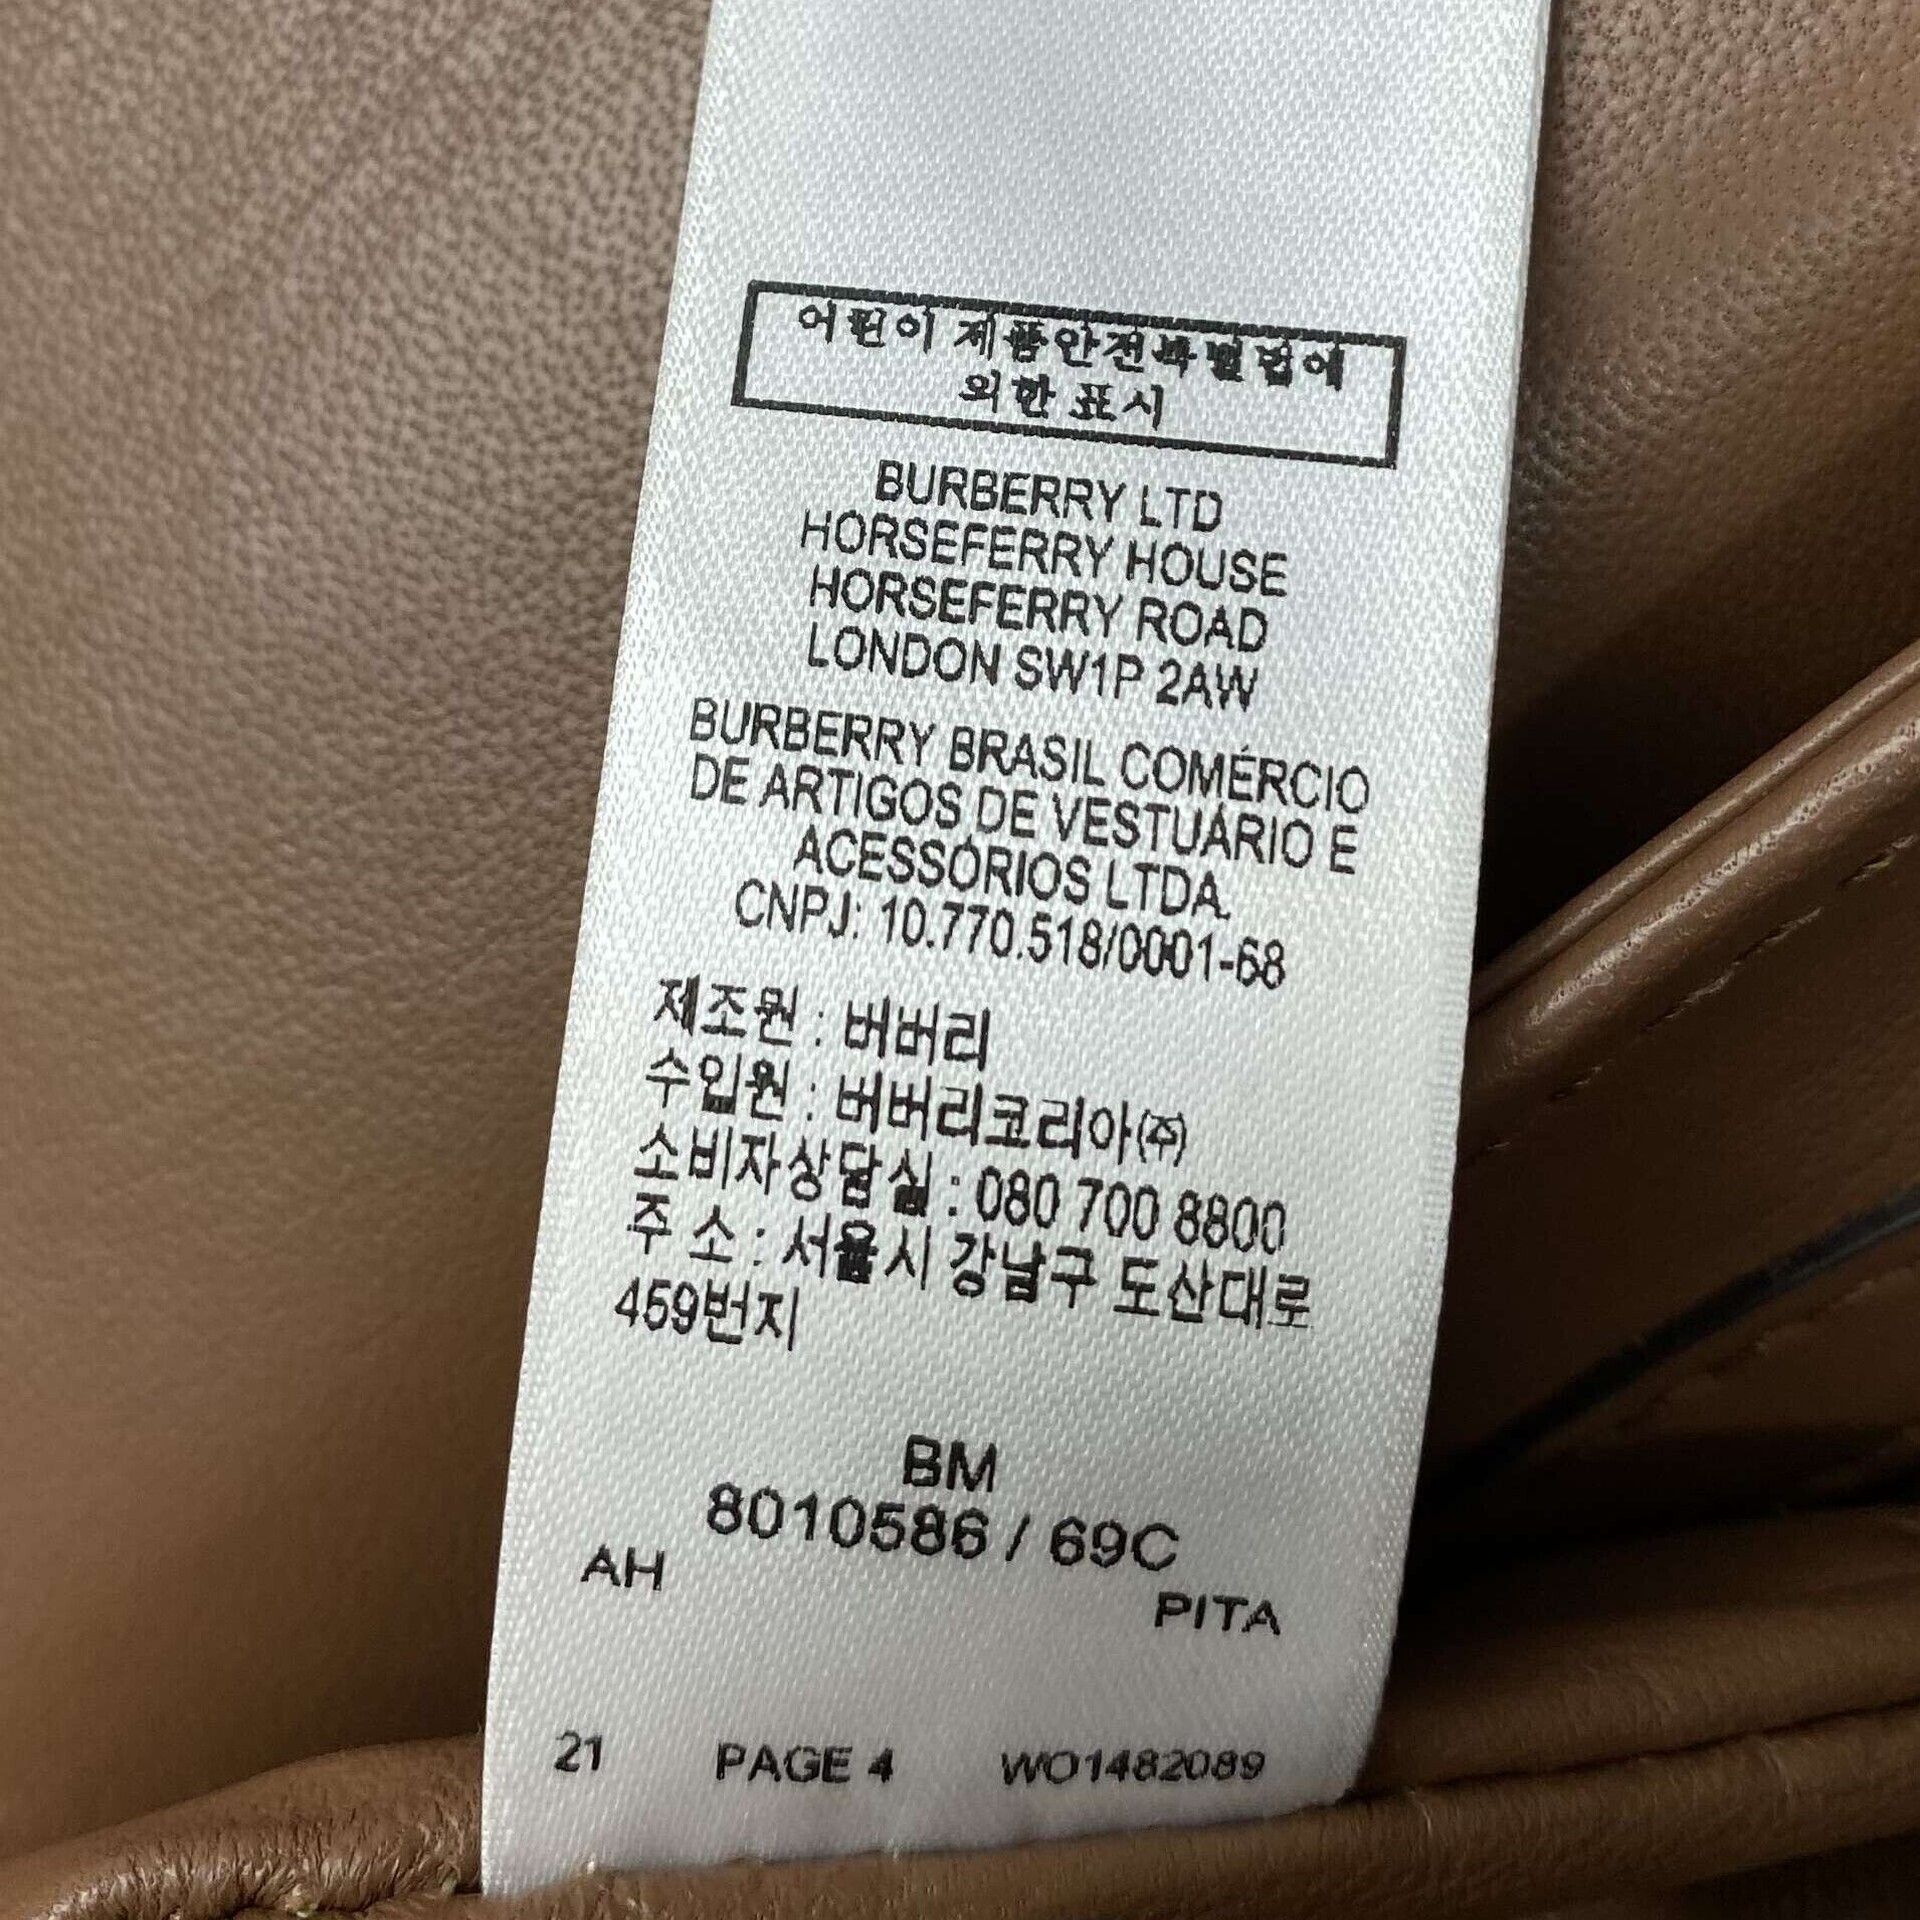 어린이 제품안전특별법에
의한 표시
BURBERRY LTD
HORSEFERRY HOUSE
HORSEFERRY ROAD
LONDON SW1P 2AW
BURBERRY BRASIL COMÉRCIO
DE ARTIGOS DE VESTUÁRIO E
ACESSÓRIOS LTDA.
CNPJ: 10.770.518/0001-68
제조원 : 버버리
수입원 : 버버리코리아(주)
소비자상담실 : 080 700 8800
주 소 : 서울시 강남구 도산대로
459번지
BM
8010586 / 69C
AH PITA
21 PAGE 4 WO1482089